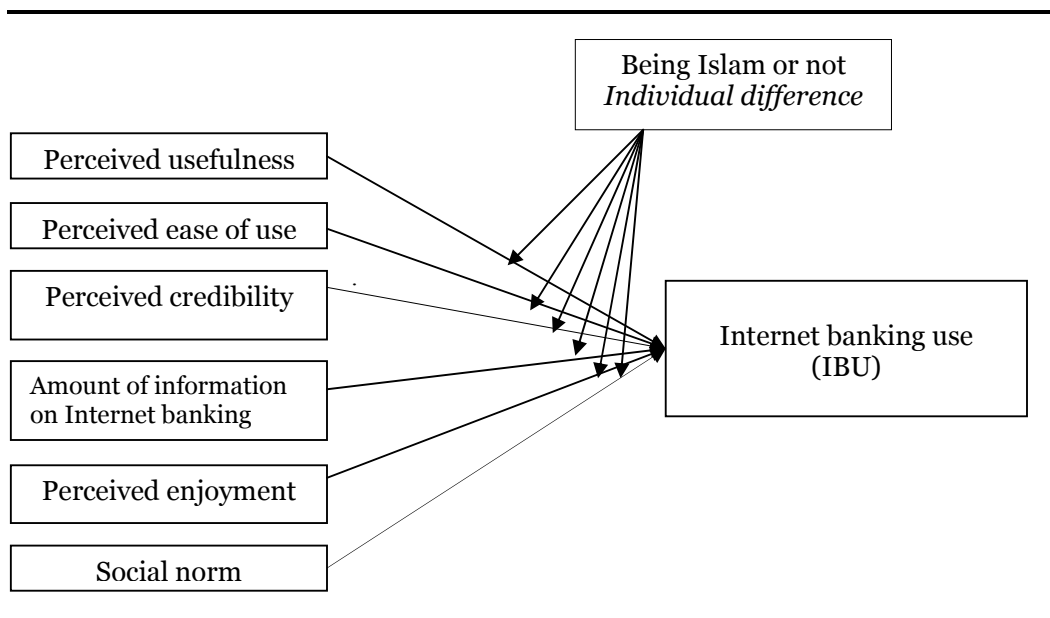 Being Islam or not
Individual difference
Perceived usefulness
Perceived ease of use
Perceived credibility
Amount of information
on Internet banking
Perceived enjoyment
Social norm
Internet banking use
(IBU)